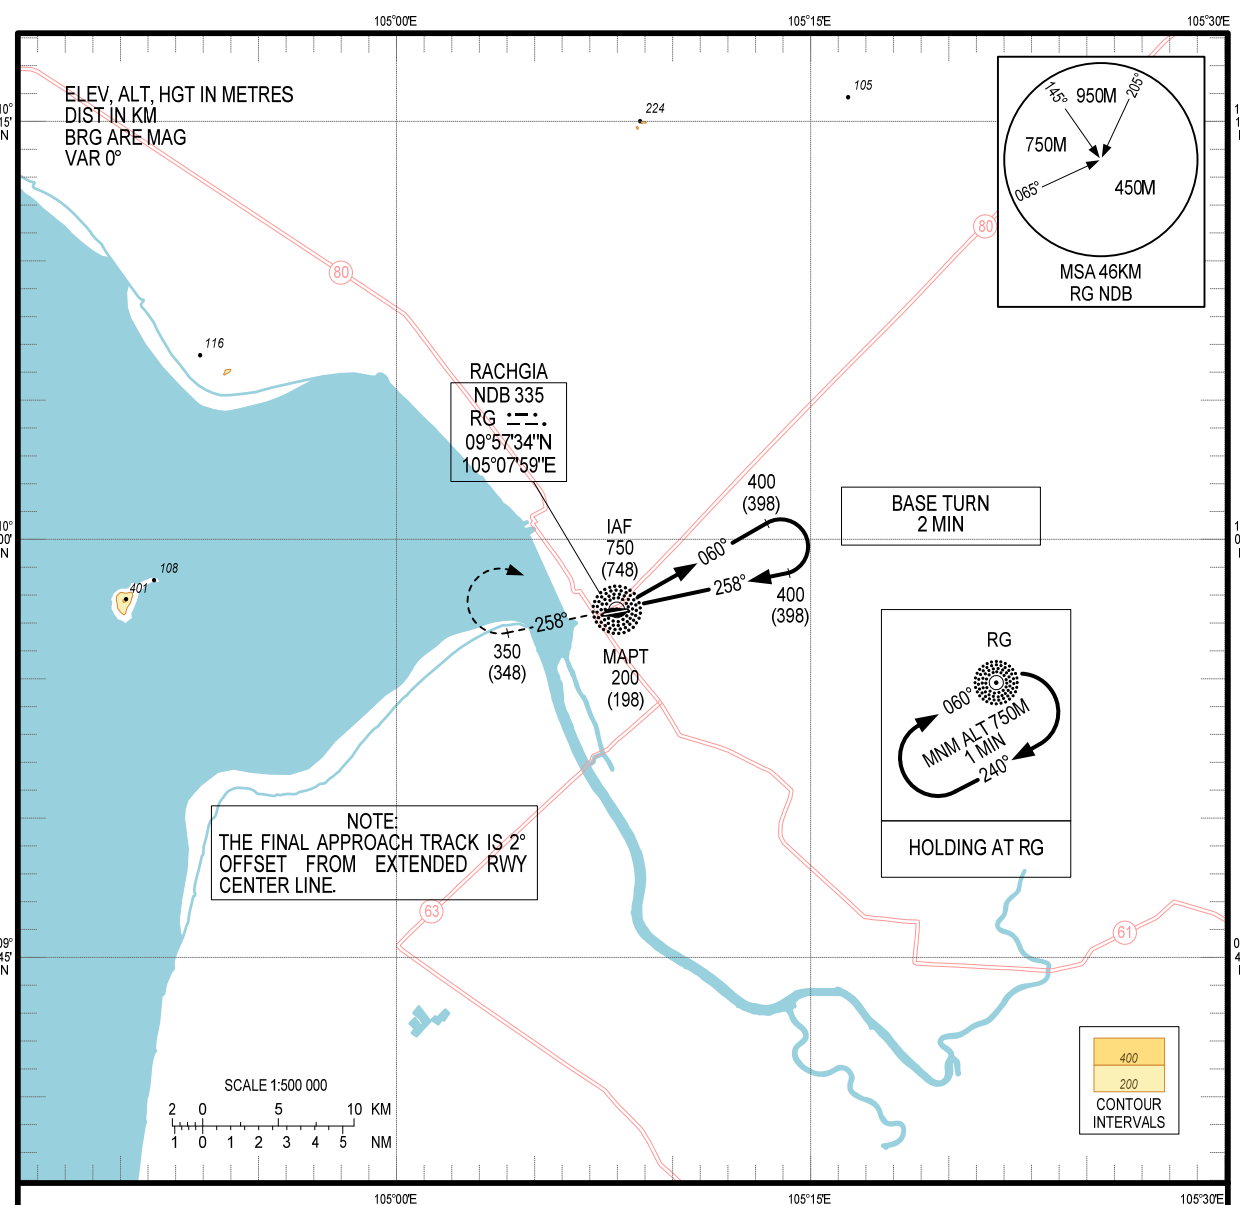 105°00'E
105°15'E
105°30'E
ELEV, ALT, HGT IN METRES
DIST IN KM
BRG ARE MAG
VAR 0°
10°
15'
N
224
105
145°
950M
205°
750M
065°
450M
MSA 46KM
RG NDB
80
80
116
RACHGIA
NDB 335
RG
09°57'34"N
105°07'59"E
400
(398)
BASE TURN
2 MIN
IAF
750
(748)
060°
258°
400
(398)
10°
00'
N
108
401
258°
350
(348)
MAPT
200
(198)
RG
060°
MNM ALT 750M
1 MIN
240°
HOLDING AT RG
NOTE:
THE FINAL APPROACH TRACK IS 2°
OFFSET FROM EXTENDED RWY
CENTER LINE.
63
61
09°
45'
N
SCALE 1:500 000
2 0 5 10 KM
1 0 1 2 3 4 5 NM
400
200
CONTOUR
INTERVALS
105°00'E
105°15'E
105°30'E